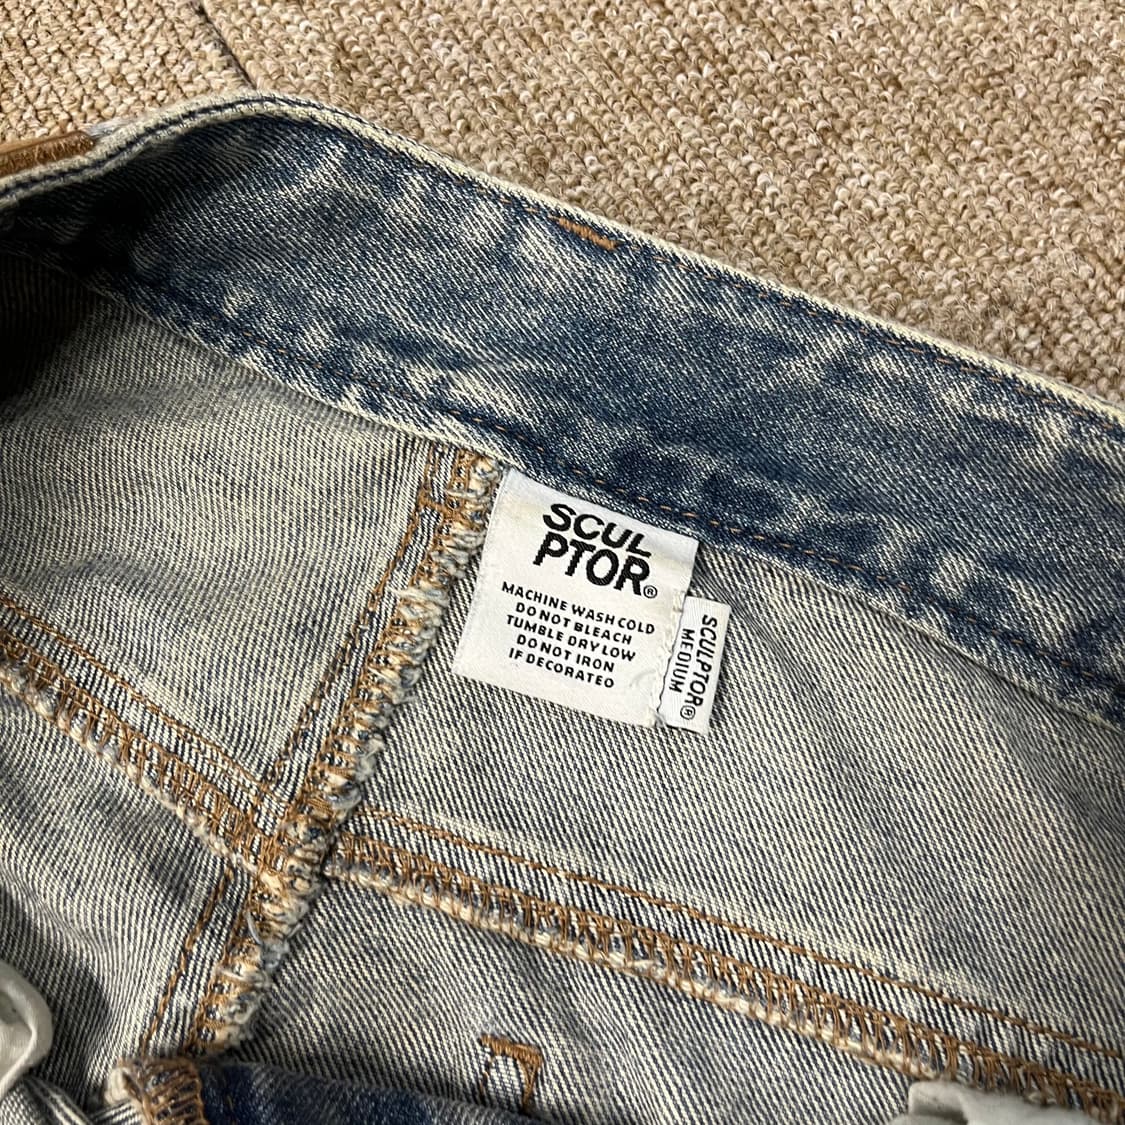 SCUL
PTOR®
MACHINE WASH COLD
DO NOT BLEACH
TUMBLE DRY LOW
DO NOT IRON
IF DECORATED
SCULPTOR®
MEDIUM